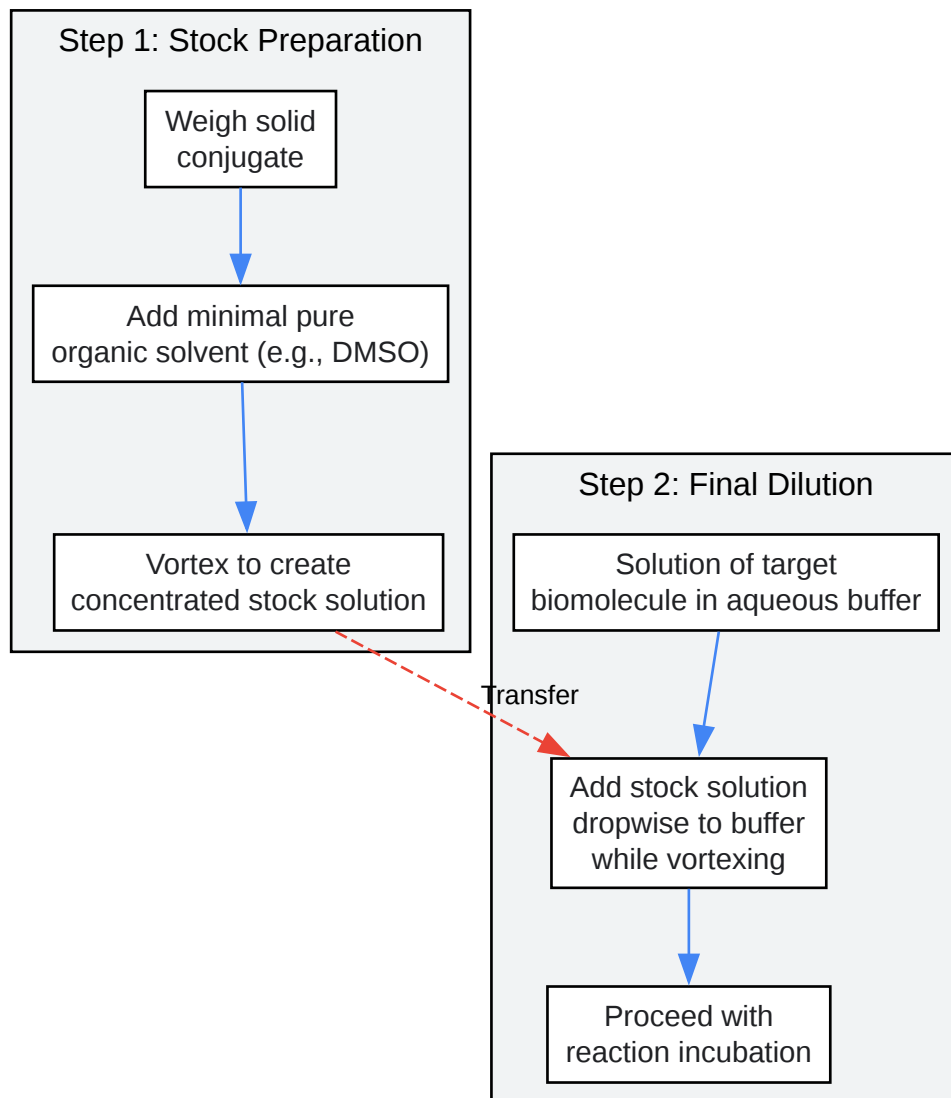 Step 1: Stock Preparation
Weigh solid
conjugate
Add minimal pure
organic solvent (e.g., DMSO)
Vortex to create
concentrated stock solution
Transfer
Step 2: Final Dilution
Solution of target
biomolecule in aqueous buffer
Add stock solution
dropwise to buffer
while vortexing
Proceed with
reaction incubation